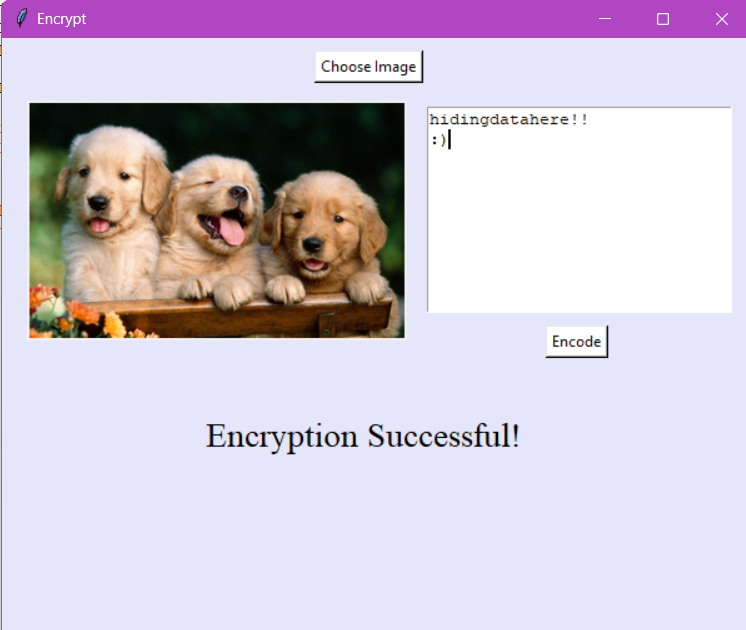 Encrypt
Choose Image
hidingdatahere!!
:)
Encode
Encryption Successful!